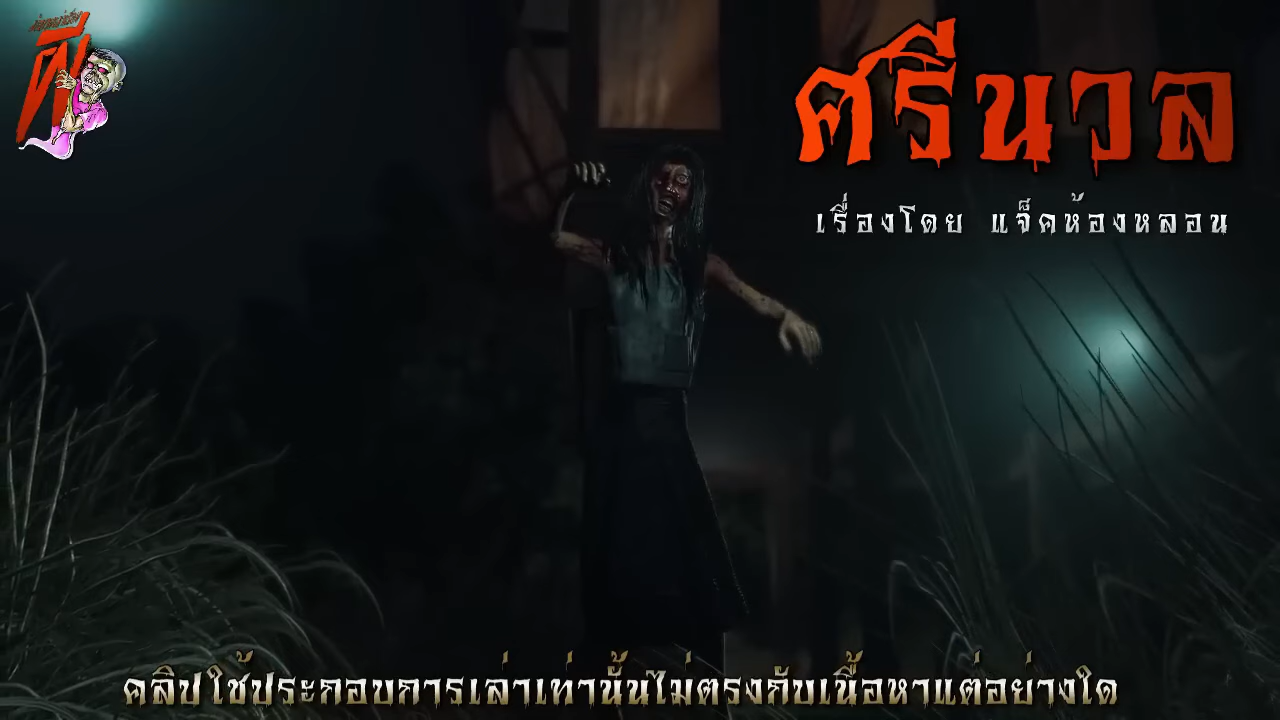 ผี
ศรีนวล
เรื่องโดย แจ็คห้องหลอน
คลิปใช้ประกอบการเล่าเท่านั้นไม่ตรงกับเนื้อหาแต่อย่างใด